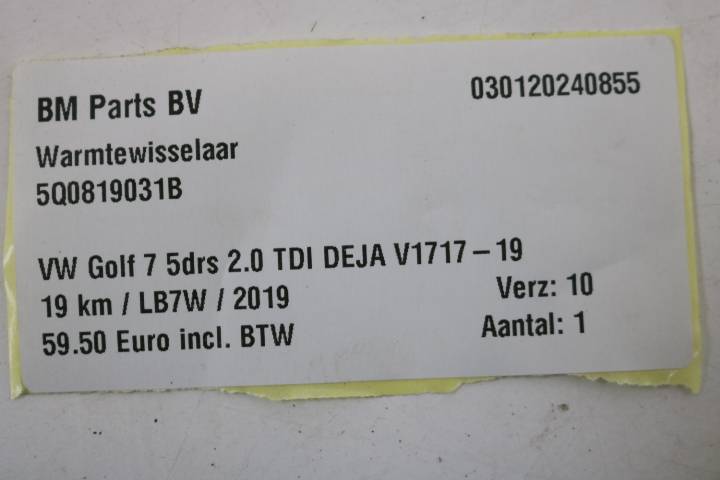 BM Parts BV 030120240855
Warmtewisselaar
5Q0819031B
VW Golf 7 5drs 2.0 TDI DEJA V1717-19
19 km / LB7W / 2019 Verz: 10
59.50 Euro incl. BTW Aantal: 1